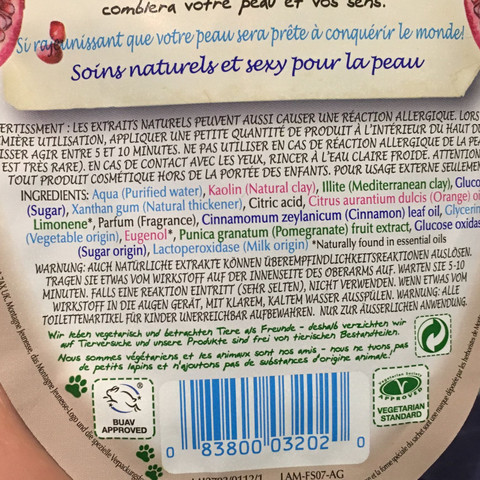 comblera votre peau et vos sens.
Si rajeunissant que votre peau sera prête à conquérir le monde!
Soins naturels et sexy pour la peau
ERTISSMENT : LES EXTRAITS NATURELS PEUVENT AUSSI CAUSER UNE RÉACTION ALLERGIQUE. LORS
MIÈRE UTILISATION, APPLIQUER UNE PETITE QUANTITÉ DE PRODUIT À L'INTÉRIEUR DU HAUT DU
ISSER AGIR ENTRE 5 ET 10 MINUTES. NE PAS UTILISER EN CAS DE RÉACTION ALLERGIQUE DE LA PEA
EST TRÈS RARE). EN CAS DE CONTACT AVEC LES YEUX, RINCER À L'EAU CLAIRE FROIDE. ATTENTION
TOUT PRODUIT COSMÉTIQUE HORS DE LA PORTÉE DES ENFANTS. POUR USAGE EXTERNE SEULEMEN
INGREDIENTS: Aqua (Purified water), Kaolin (Natural clay), Illite (Mediterranean clay), Gluco
(Sugar), Xanthan gum (Natural thickener), Citric acid, Citrus aurantium dulcis (Orange) oi
Limonene*, Parfum (Fragrance), Cinnamomum zeylanicum (Cinnamon) leaf oil, Glycerin
(Vegetable origin), Eugenol*, Punica granatum (Pomegranate) fruit extract, Glucose oxidas
(Sugar origin), Lactoperoxidase (Milk origin) *Naturally found in essential oils
WARNUNG: AUCH NATÜRLICHE EXTRAKTE KÖNNEN ÜBEREMPFINDLICHKEITSREAKTIONEN AUSLÖSEN.
TRAGEN SIE ETWAS VOM WIRKSTOFF AUF DER INNENSEITE DES OBERARMS AUF. WARTEN SIE 5-10
MINUTEN. FALLS EINE REAKTION EINTRITT (SEHR SELTEN), NICHT VERWENDEN. WENN ETWAS VOM
WIRKSTOFF IN DIE AUGEN GERÄT, MIT KLAREM, KALTEM WASSER AUSSPÜLEN. WARNUNG: ALLE
TOILETTENARTIKEL FÜR KINDER UNERREICHBAR AUFBEWAHREN. NUR ZUR ÄUSSERLICHEN ANWENDUNG.
Wir leben vegetarisch und betrachten Tiere als Freunde - deshalb verzichten wir
auf Tierversuche und unsere Produkte sind frei von tierischen Bestandteilen.
Nous sommes végétariens et les animaux sont nos amis - nous ne tuons pas
de petits lapins et n'ajoutons pas de substances d'origine animale!
BUAV
APPROVED
Vegetarian Society
APPROVED
VEGETARIAN
STANDARD
0 83800 03202 0
LAM-FS07-AG